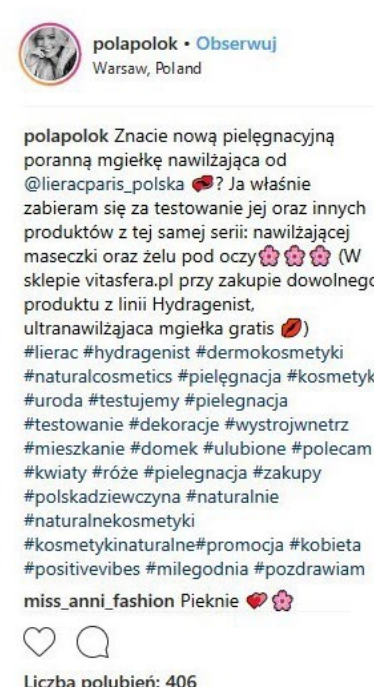 polapolok • Obserwuj
Warsaw, Poland
polapolok Znacie nową pielęgnacyjną
poranną mgiełkę nawilżająca od
@lieracparis_polska 💋? Ja właśnie
zabieram się za testowanie jej oraz innych
produktów z tej samej serii: nawilżającej
maseczki oraz żelu pod oczy🌸🌸🌸 (W
sklepie vitasfera.pl przy zakupie dowolnego
produktu z linii Hydragenist,
ultranawilżajaca mgiełka gratis 💋)
#lierac #hydragenist #dermokosmetyki
#naturalcosmetics #pielęgnacja #kosmetyk
#uroda #testujemy #pielegnacja
#testowanie #dekoracje #wystrojwnetrz
#mieszkanie #domek #ulubione #polecam
#kwiaty #róże #pielegnacja #zakupy
#polskadziewczyna #naturalnie
#naturalnekosmetyki
#kosmetykinaturalne#promocja #kobieta
#positivevibes #milegodnia #pozdrawiam
miss_anni_fashion Pieknie 💕🌸
Liczba polubień: 406